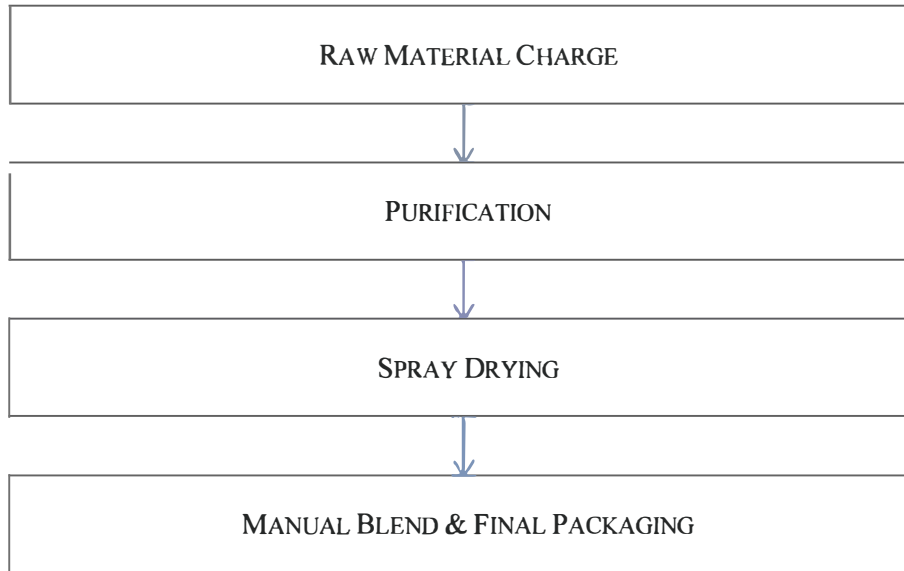 RAW MATERIAL CHARGE
PURIFICATION
SPRAY DRYING
MANUAL BLEND & FINAL PACKAGING